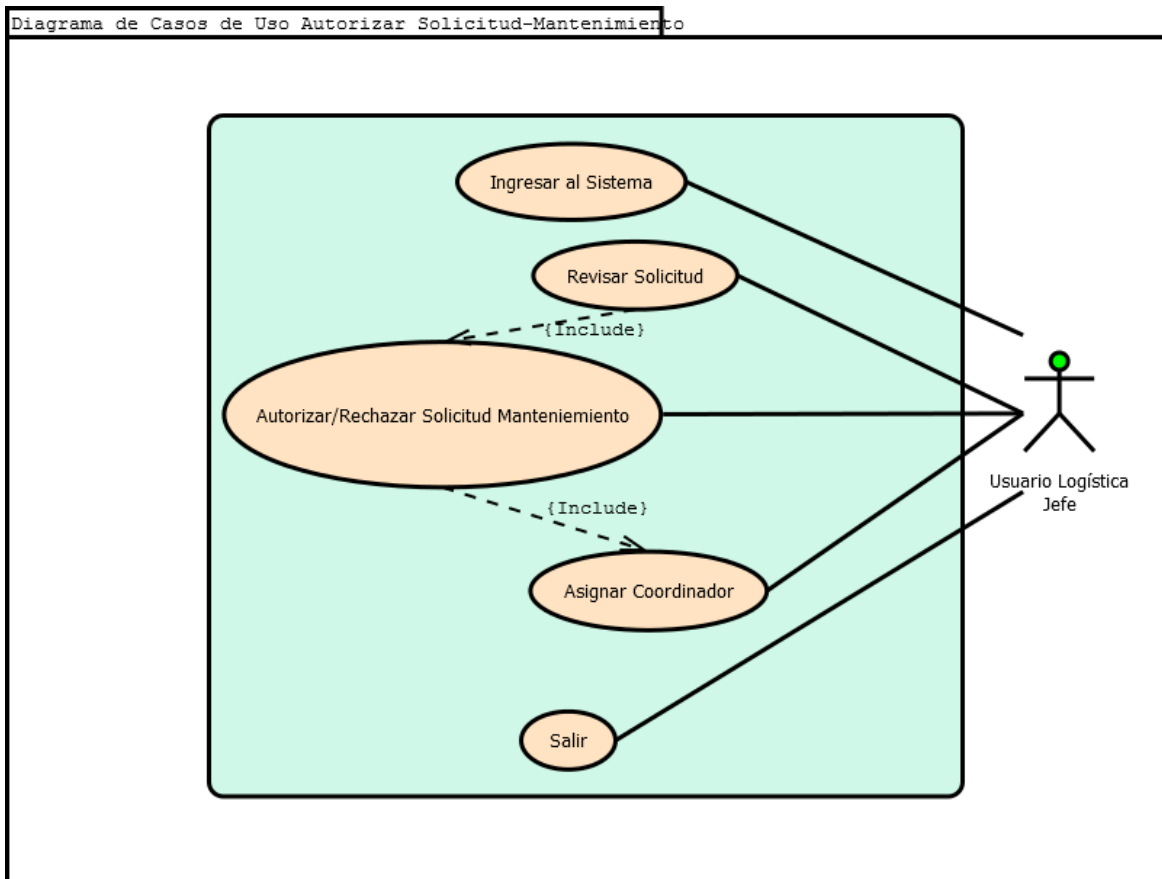 Diagrama de Casos de Uso Autorizar Solicitud-Mantenimiento
Ingresar al Sistema
Revisar Solicitud
{Include}
Autorizar/Rechazar Solicitud Manteniemiento
Usuario Logística
Jefe
{Include}
Asignar Coordinador
Salir